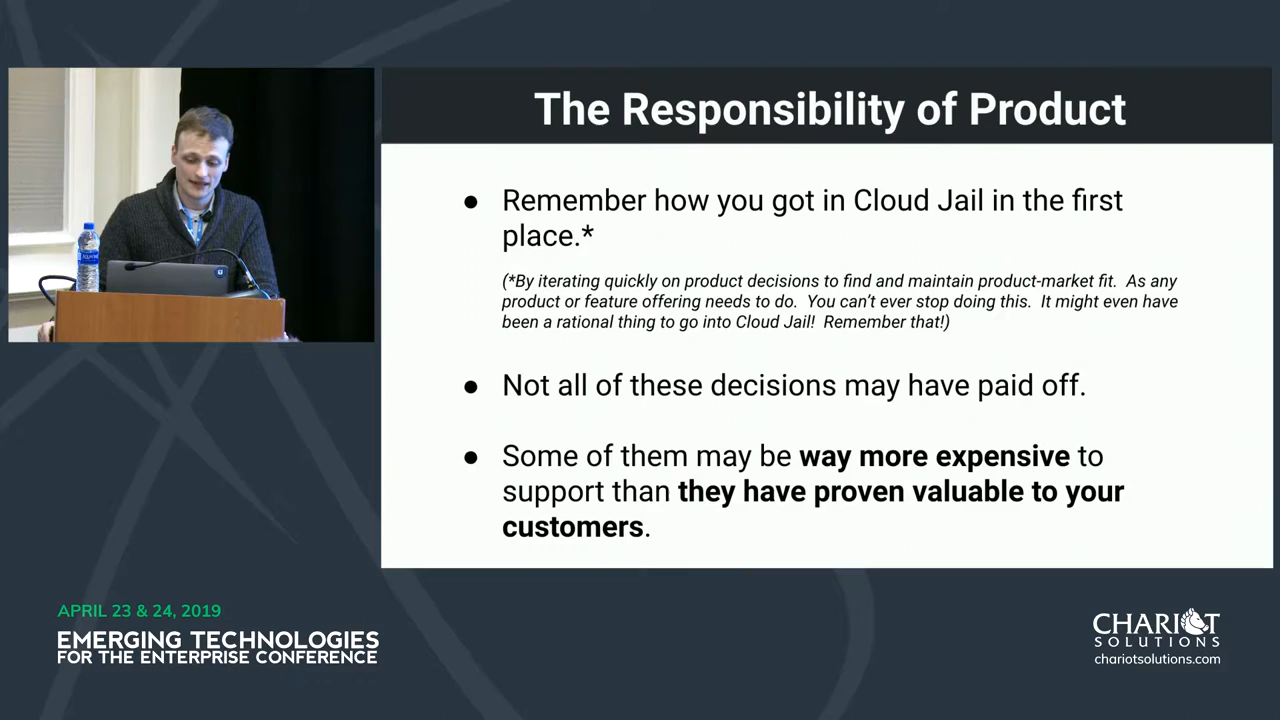 The Responsibility of Product
● Remember how you got in Cloud Jail in the first
place.*
(*By iterating quickly on product decisions to find and maintain product-market fit. As any
product or feature offering needs to do. You can't ever stop doing this. It might even have
been a rational thing to go into Cloud Jail! Remember that!)
● Not all of these decisions may have paid off.
● Some of them may be way more expensive to
support than they have proven valuable to your
customers.
APRIL 23 & 24, 2019
EMERGING TECHNOLOGIES
FOR THE ENTERPRISE CONFERENCE
CHARIOT
SOLUTIONS
chariotsolutions.com